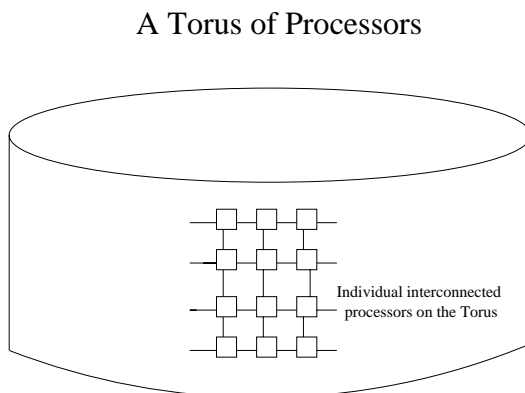 A Torus of Processors
Individual interconnected
processors on the Torus